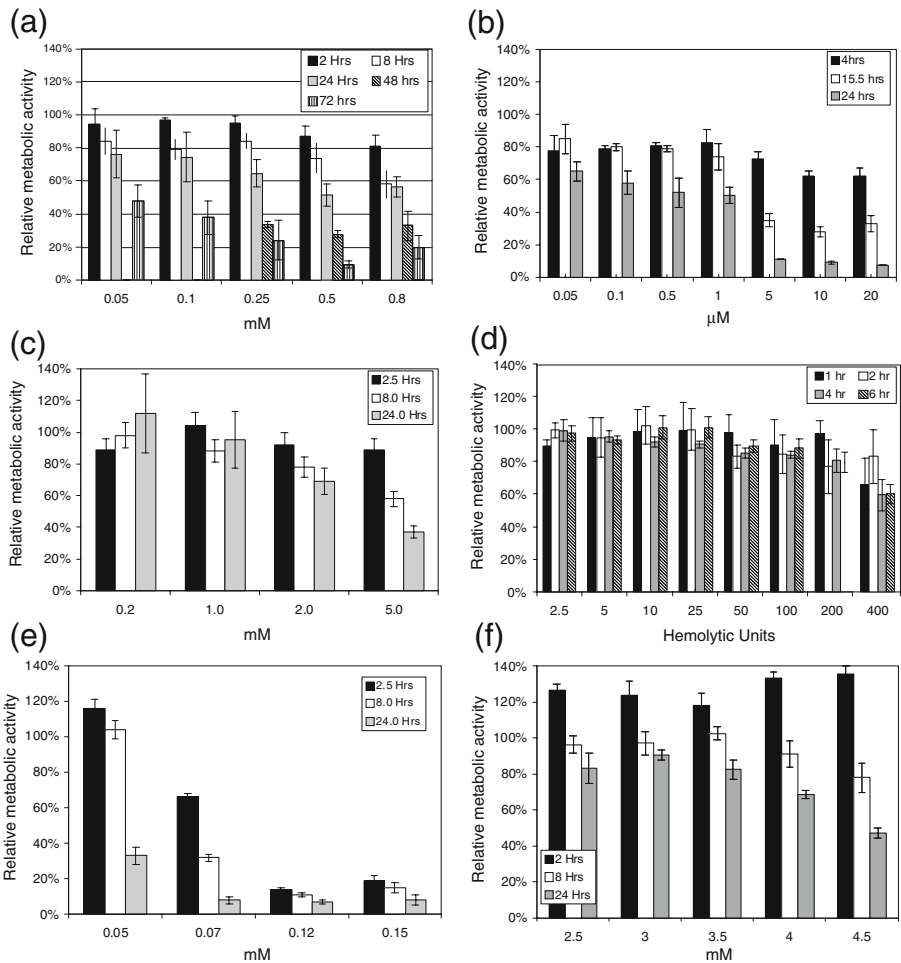 (a)
Relative metabolic activity
140%
120%
100%
80%
60%
40%
20%
0%
2 Hrs
8 Hrs
24 Hrs
48 hrs
72 hrs
0.05
0.1
0.25
0.5
0.8
mM
(b)
Relative metabolic activity
140%
120%
100%
80%
60%
40%
20%
0%
4hrs
15.5 hrs
24 hrs
0.05
0.1
0.5
1
5
10
20
μM
(c)
Relative metabolic activity
140%
120%
100%
80%
60%
40%
20%
0%
2.5 Hrs
8.0 Hrs
24.0 Hrs
0.2
1.0
2.0
5.0
mM
(d)
Relative metabolic activity
140%
120%
100%
80%
60%
40%
20%
0%
1 hr
2 hr
4 hr
6 hr
2.5
5
10
25
50
100
200
400
Hemolytic Units
(e)
Relative metabolic activity
140%
120%
100%
80%
60%
40%
20%
0%
2.5 Hrs
8.0 Hrs
24.0 Hrs
0.05
0.07
0.12
0.15
mM
(f)
Relative metabolic activity
140%
120%
100%
80%
60%
40%
20%
0%
2 Hrs
8 Hrs
24 Hrs
2.5
3
3.5
4
4.5
mM